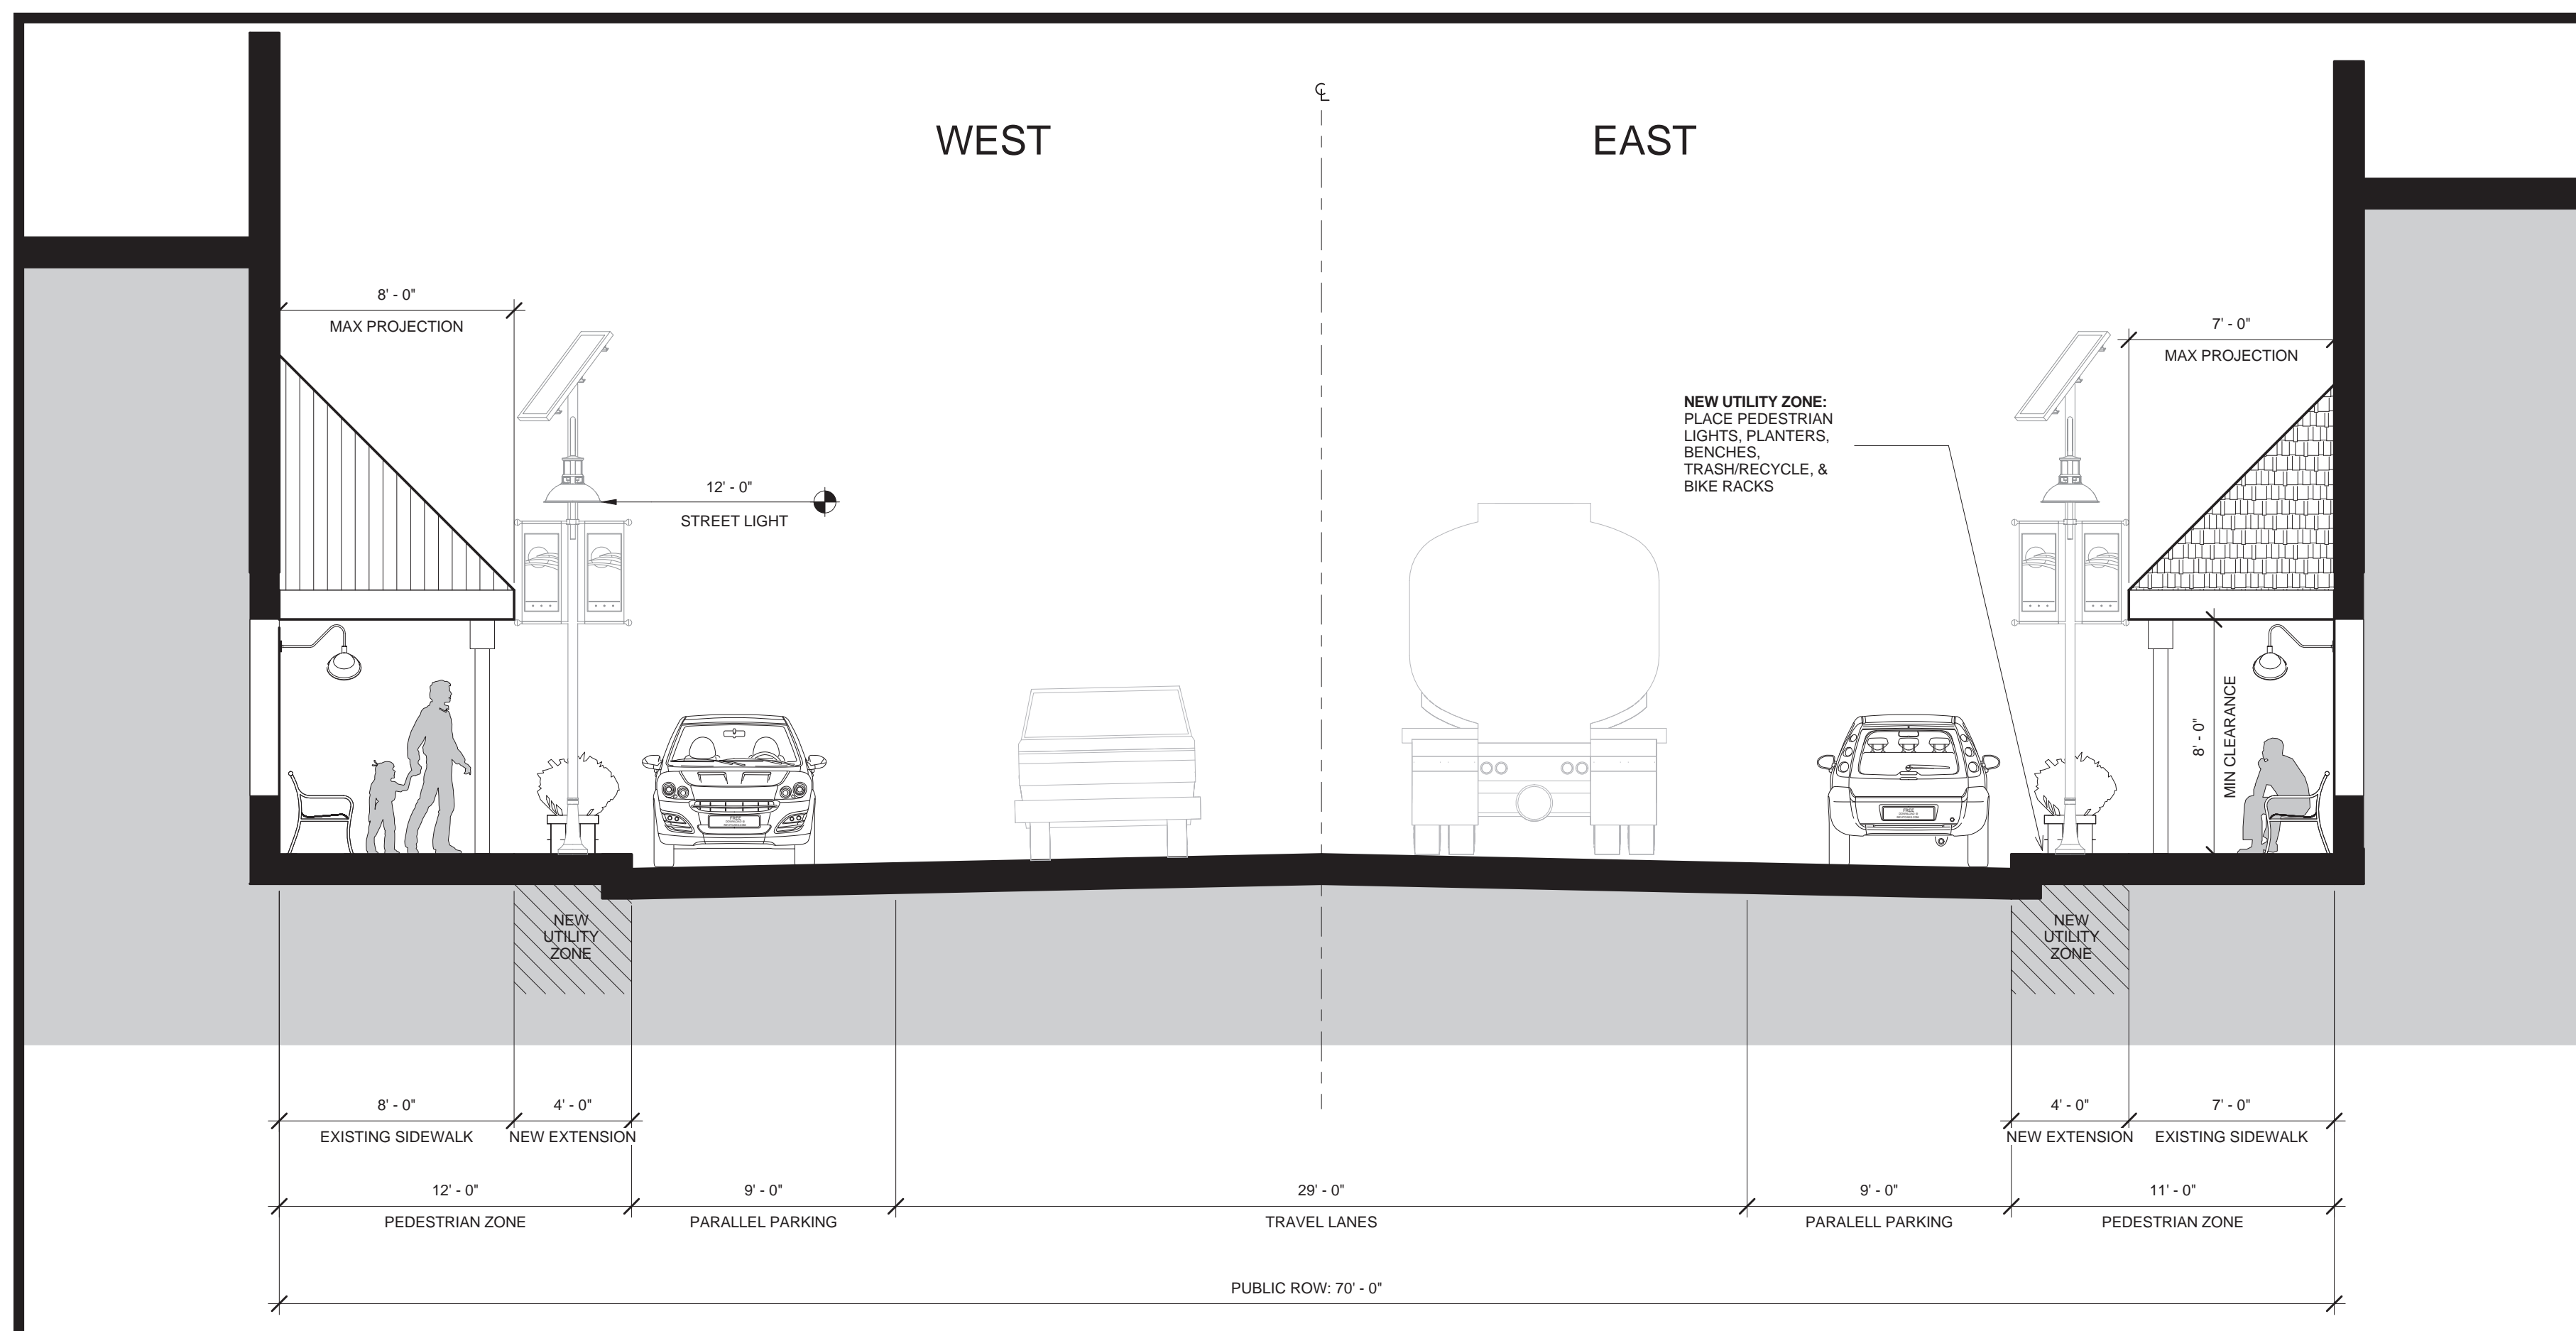 ℄
WEST
EAST
8' - 0"
MAX PROJECTION
7' - 0"
MAX PROJECTION
NEW UTILITY ZONE:
PLACE PEDESTRIAN
LIGHTS, PLANTERS,
BENCHES,
TRASH/RECYCLE, &
BIKE RACKS
12' - 0"
STREET LIGHT
8' - 0"
MIN CLEARANCE
FREE
FREE
NEW
UTILITY
ZONE
NEW
UTILITY
ZONE
8' - 0"
EXISTING SIDEWALK
4' - 0"
NEW EXTENSION
4' - 0"
NEW EXTENSION
7' - 0"
EXISTING SIDEWALK
12' - 0"
PEDESTRIAN ZONE
9' - 0"
PARALLEL PARKING
29' - 0"
TRAVEL LANES
9' - 0"
PARALELL PARKING
11' - 0"
PEDESTRIAN ZONE
PUBLIC ROW: 70' - 0"